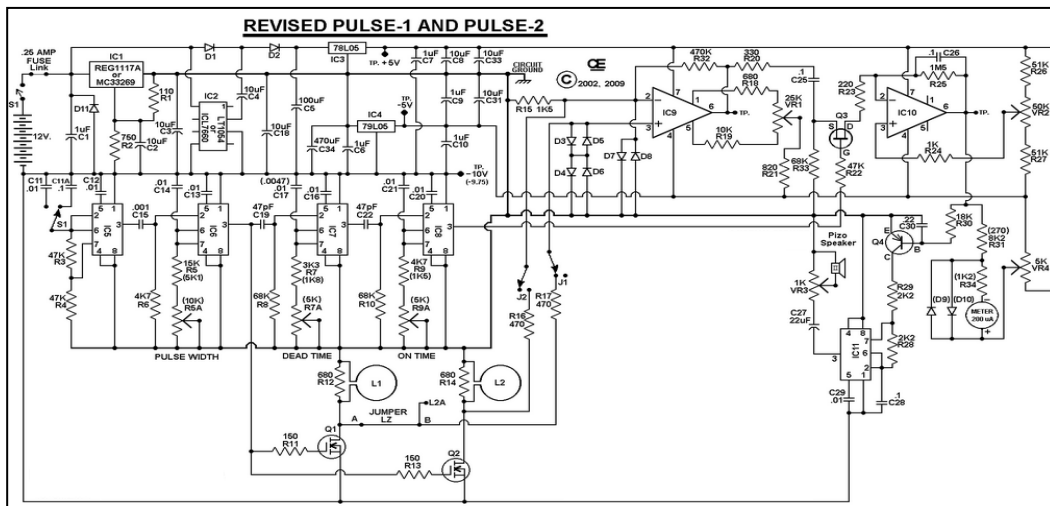 REVISED PULSE-1 AND PULSE-2
.25 AMP
FUSE
Link
S1
12V.
IC1
REG1117A
or
MC33269
D11
1uF
C1
750
R2
110
R1
10uF
C2
10uF
C3
IC2
LT1054
or
ICL7660
D1
D2
10uF
C4
10uF
C18
100uF
C5
78L05
IC3
TP. +5V
470uF
C34
IC4
79L05
1uF
C6
TP.
-5V
1uF
C7
10uF
C8
10uF
C33
1uF
C9
10uF
C31
1uF
C10
TP.
-10V
(-9.75)
CIRCUIT
GROUND
© CE
2002, 2009
R15 1K5
D3
D5
D4
D6
D7
D8
470K
R32
330
R20
680
R18
25K
VR1
10K
R19
820
R21
IC9
TP.
.1
C25
68K
R33
220
R23
Q3
S
D
G
47K
R22
.1
C26
1M5
R25
IC10
TP.
1K
R24
51K
R26
50K
VR2
51K
R27
C11
.01
C11A
.1
S1
C12
.01
IC5
47K
R3
47K
R4
.001
C15
4K7
R6
C14
.01
C13
.01
IC6
15K
R5
(5K1)
(10K)
R5A
PULSE WIDTH
47pF
C19
68K
R8
(.0047)
C17
.01
C16
.01
IC7
3K3
R7
(1K8)
(5K)
R7A
DEAD TIME
47pF
C22
68K
R10
C21
.01
C20
.01
IC8
4K7
R9
(1K5)
(5K)
R9A
ON TIME
680
R12
L1
680
R14
L2
JUMPER
LZ
A
B
L2A
J2
J1
R16
470
R17
470
150
R11
Q1
150
R13
Q2
Pizo
Speaker
1K
VR3
C27
22uF
IC11
C29
.01
.1
C28
2K2
R28
R29
2K2
Q4
E
B
C
.22
C30
18K
R30
(270)
8K2
R31
(1K2)
R34
(D9)
(D10)
METER
200 uA
5K
VR4